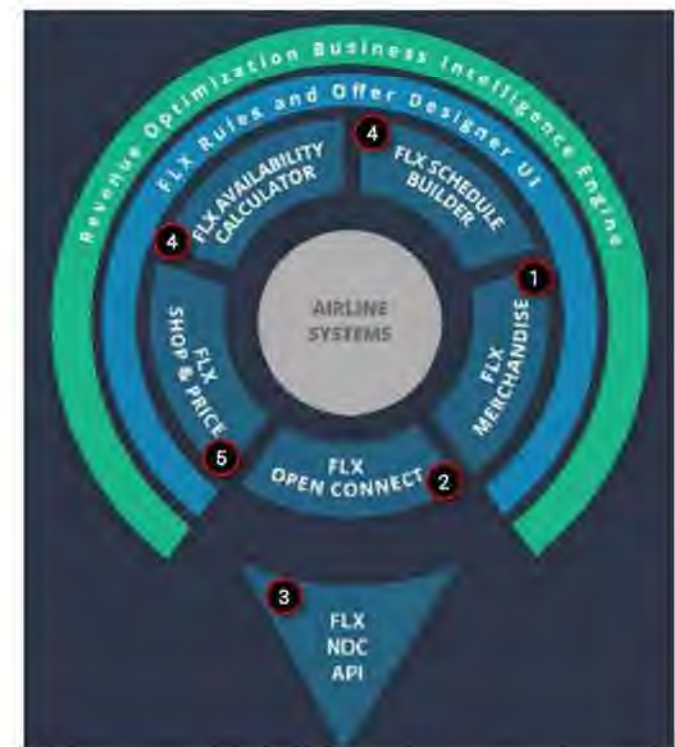 Revenue Optimization Business Intelligence Engine
FLX Rules and Offer Designer UI
4
FLX AVAILABILITY
CALCULATOR
4
FLX SCHEDULE
BUILDER
1
FLX
MERCHANDISE
AIRLINE
SYSTEMS
FLX
SHOP & PRICE
5
FLX
OPEN CONNECT
2
3
FLX
NDC
API